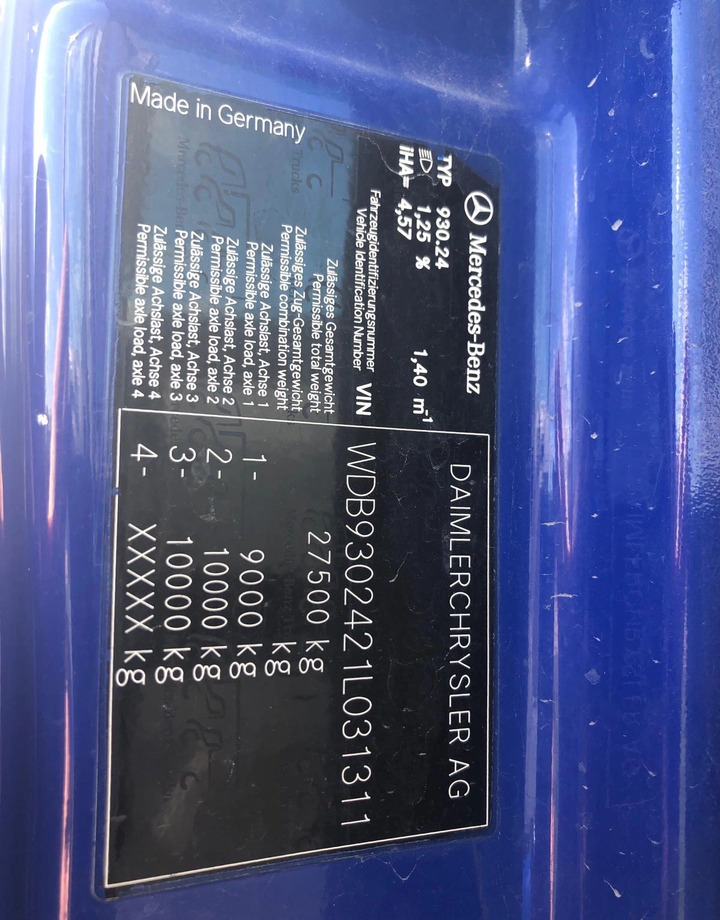 Mercedes-Benz
DAIMLERCHRYSLER AG
TYP 930.24
1,25 % 1,40 m⁻¹
iHA= 4,57
Fahrzeugidentifizierungsnummer
Vehicle Identification Number VIN WDB9302421L031311
Zulässiges Gesamtgewicht
Permissible total weight 27500 kg
Zulässiges Zug-Gesamtgewicht
Permissible combination weight kg
Zulässige Achslast, Achse 1
Permissible axle load, axle 1 1- 9000 kg
Zulässige Achslast, Achse 2
Permissible axle load, axle 2 2- 10000 kg
Zulässige Achslast, Achse 3
Permissible axle load, axle 3 3- 10000 kg
Zulässige Achslast, Achse 4
Permissible axle load, axle 4 4- XXXXX kg
Made in Germany